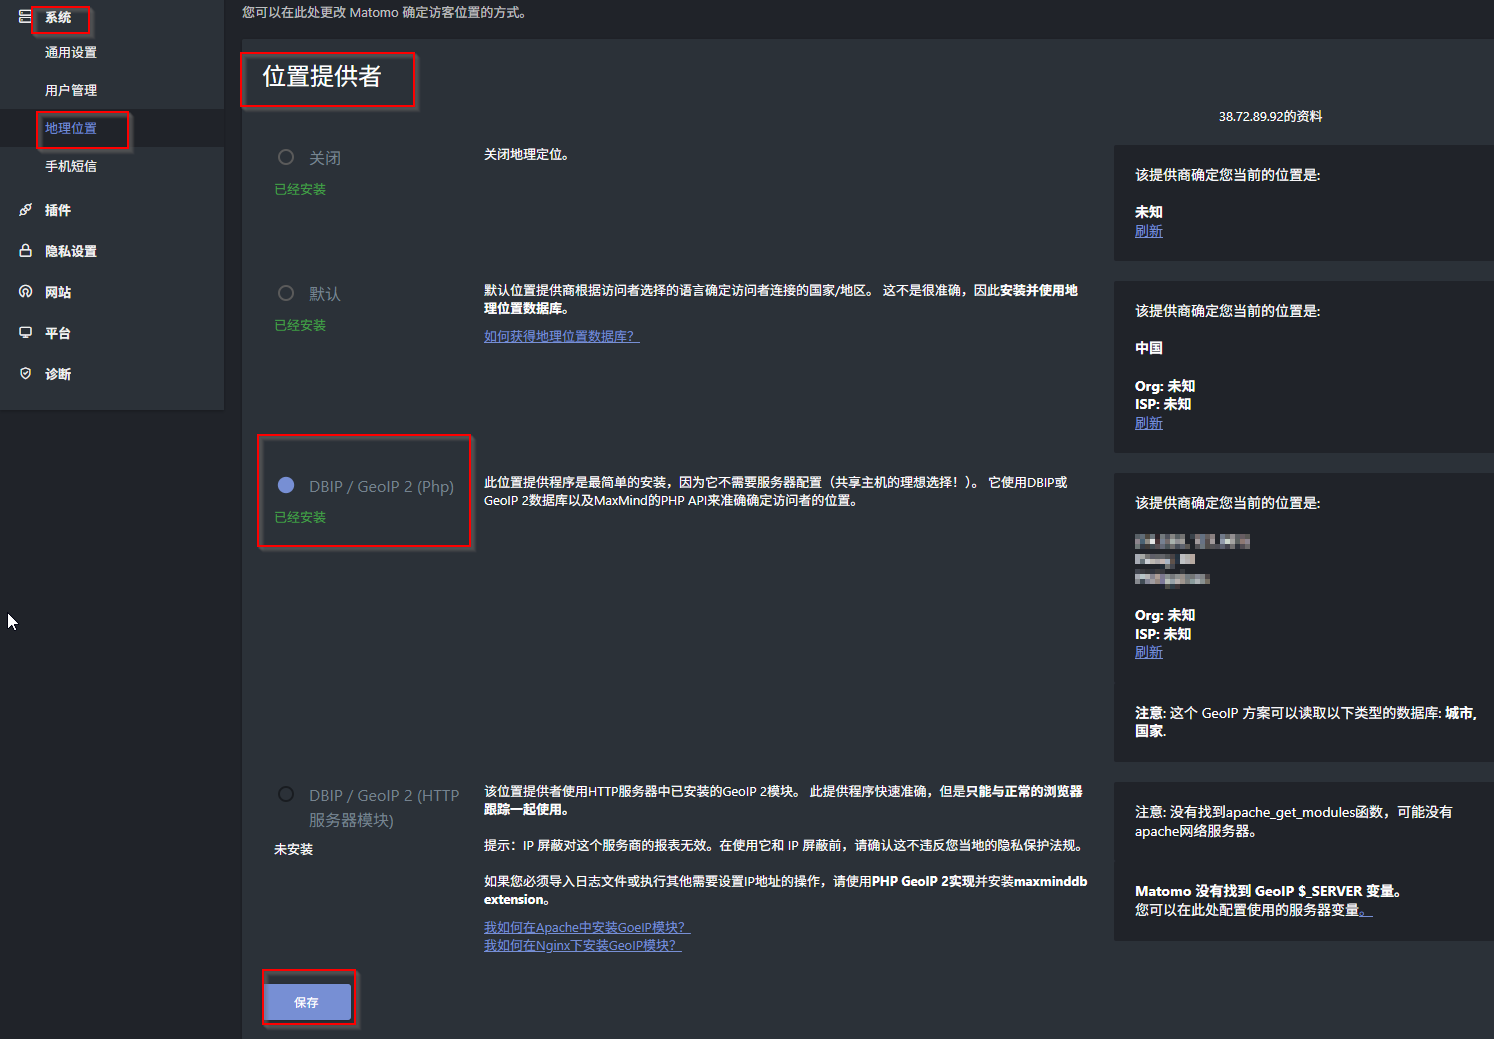 系统
通用设置
用户管理
地理位置
手机短信
插件
隐私设置
网站
平台
诊断
您可以在此处更改 Matomo 确定访客位置的方式。
位置提供者
38.72.89.92的资料
关闭
已经安装
关闭地理定位。
该提供商确定您当前的位置是:
未知
刷新
默认
已经安装
默认位置提供商根据访问者选择的语言确定访问者连接的国家/地区。 这不是很准确，因此安装并使用地
理位置数据库。
如何获得地理位置数据库？
该提供商确定您当前的位置是:
中国
Org: 未知
ISP: 未知
刷新
DBIP / GeoIP 2 (Php)
已经安装
此位置提供程序是最简单的安装，因为它不需要服务器配置（共享主机的理想选择！）。 它使用DBIP或
GeoIP 2数据库以及MaxMind的PHP API来准确确定访问者的位置。
该提供商确定您当前的位置是:
Org: 未知
ISP: 未知
刷新
注意: 这个 GeoIP 方案可以读取以下类型的数据库: 城市,
国家.
DBIP / GeoIP 2 (HTTP
服务器模块)
未安装
该位置提供者使用HTTP服务器中已安装的GeoIP 2模块。 此提供程序快速准确，但是只能与正常的浏览器
跟踪一起使用。
提示：IP 屏蔽对这个服务商的报表无效。在使用它和 IP 屏蔽前，请确认这不违反您当地的隐私保护法规。
如果您必须导入日志文件或执行其他需要设置IP地址的操作，请使用PHP GeoIP 2实现并安装maxminddb
extension。
我如何在Apache中安装GoeIP模块？
我如何在Nginx下安装GeoIP模块？
注意: 没有找到apache_get_modules函数，可能没有
apache网络服务器。
Matomo 没有找到 GeoIP $_SERVER 变量。
您可以在此处配置使用的服务器变量。
保存